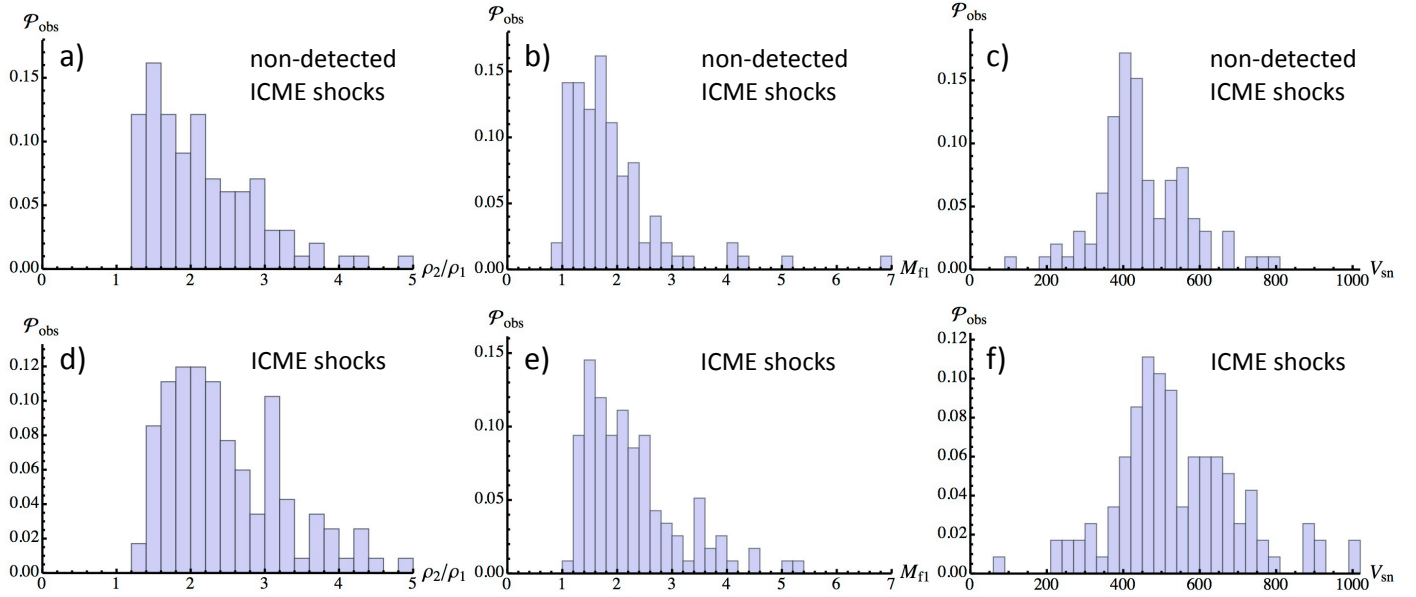 𝒫obs
a)
non-detected
ICME shocks
0.15
0.10
0.05
0.00
0 1 2 3 4 5
ρ2/ρ1
𝒫obs
b)
non-detected
ICME shocks
0.15
0.10
0.05
0.00
0 1 2 3 4 5 6 7
Mf1
𝒫obs
c)
non-detected
ICME shocks
0.15
0.10
0.05
0.00
0 200 400 600 800 1000
Vsn
𝒫obs
d)
ICME shocks
0.12
0.10
0.08
0.06
0.04
0.02
0.00
0 1 2 3 4 5
ρ2/ρ1
𝒫obs
e)
ICME shocks
0.15
0.10
0.05
0.00
0 1 2 3 4 5 6 7
Mf1
𝒫obs
f)
ICME shocks
0.12
0.10
0.08
0.06
0.04
0.02
0.00
0 200 400 600 800 1000
Vsn